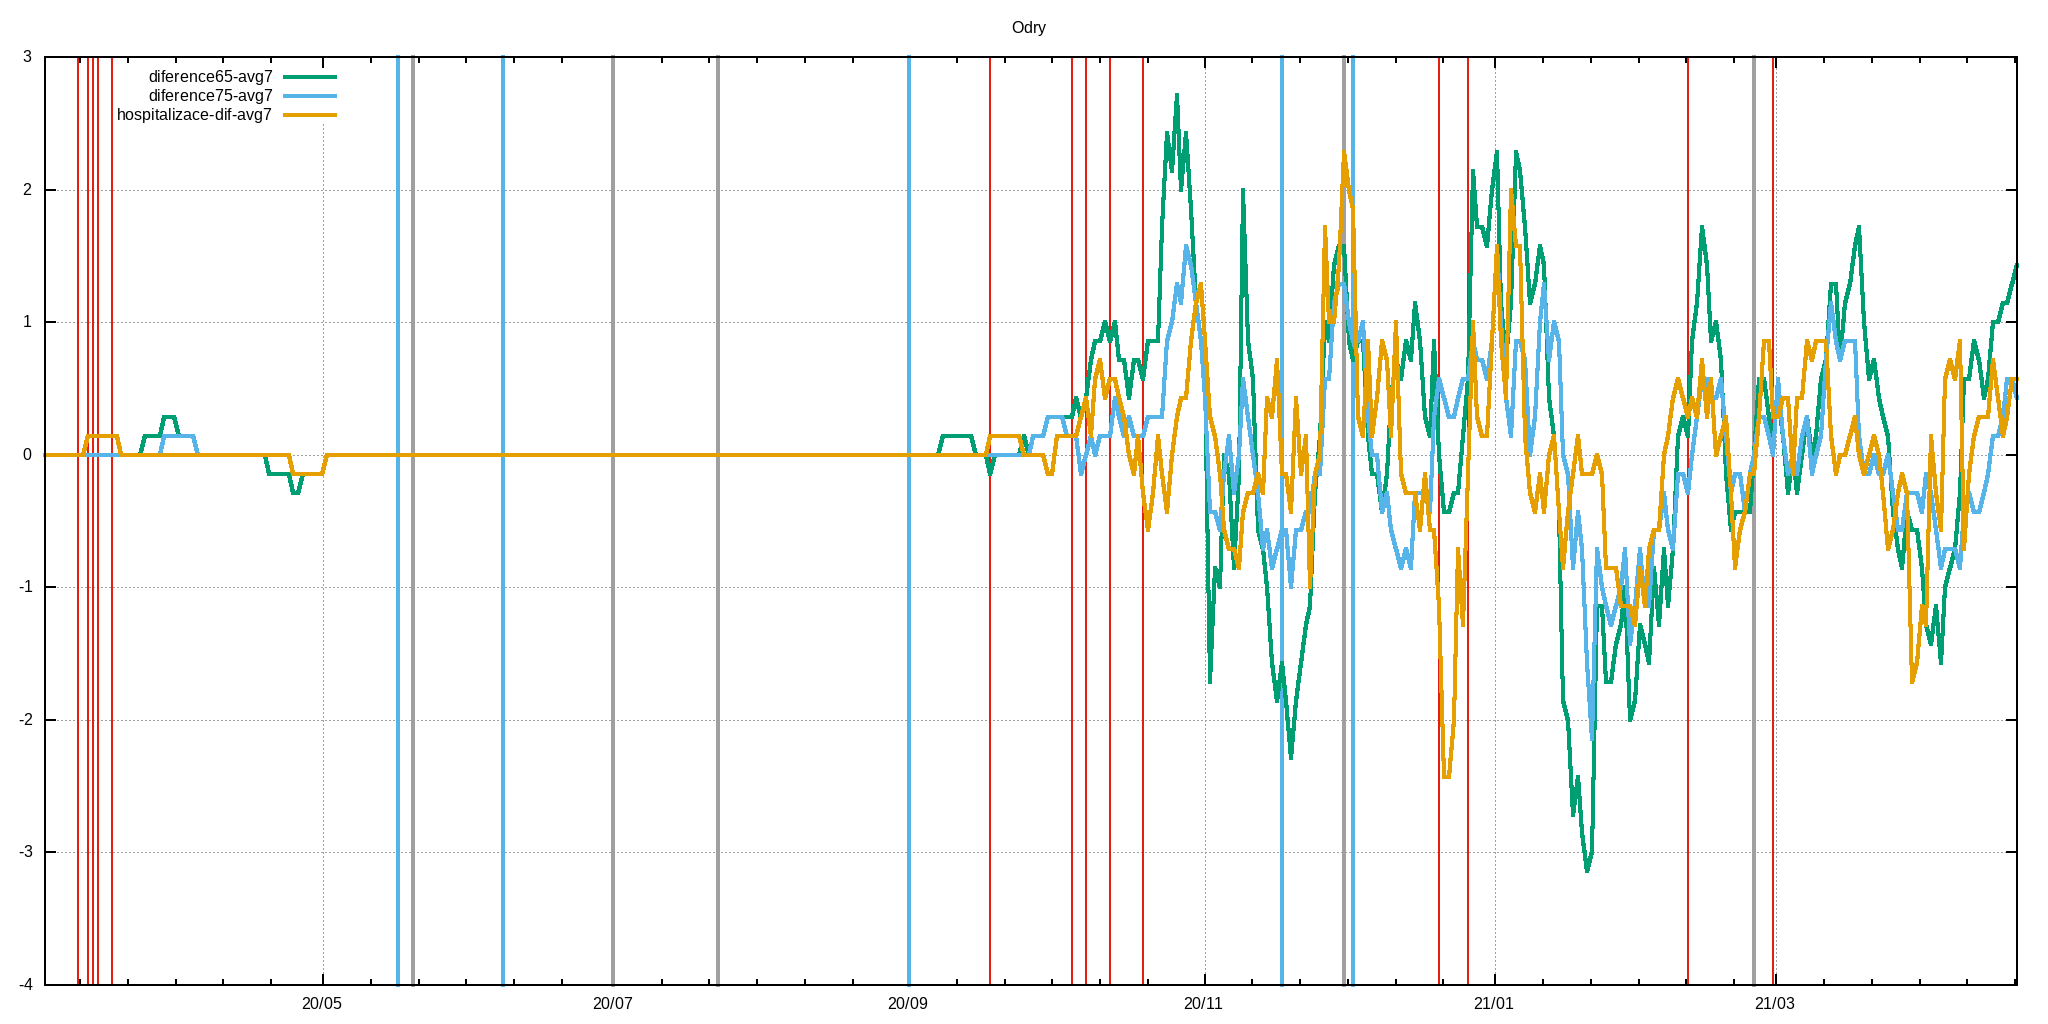 Odry
3
diference65-avg7
diference75-avg7
hospitalizace-dif-avg7
2
1
0
-1
-2
-3
-4
20/05 20/07 20/09 20/11 21/01 21/03